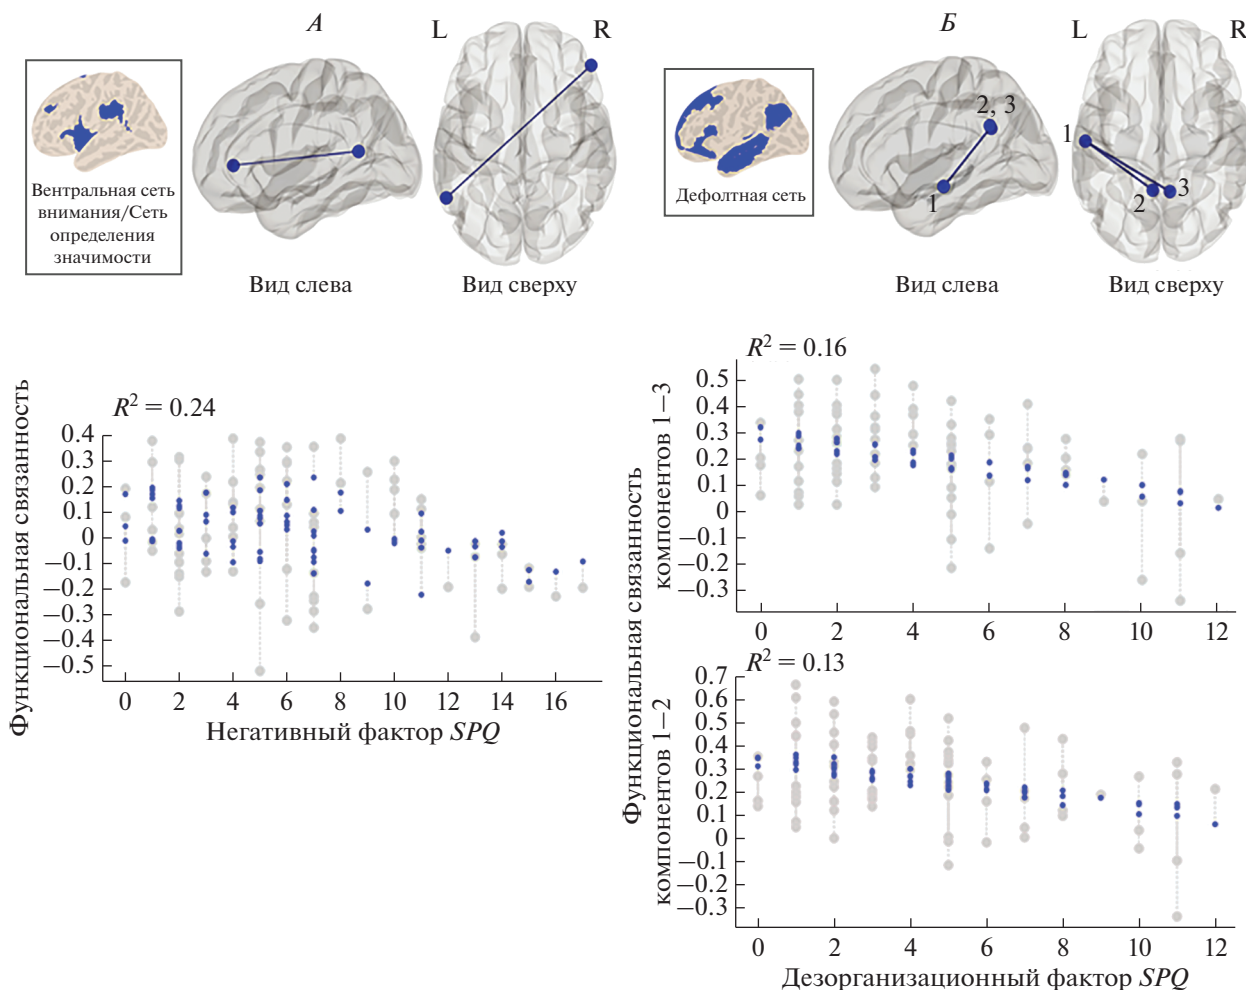 А
L
R
Вентральная сеть
внимания/Сеть
определения
значимости
Вид слева
Вид сверху
Б
L
R
2, 3
1
1
2
3
Дефолтная сеть
Вид слева
Вид сверху
R² = 0.24
Функциональная связанность
0.4
0.3
0.2
0.1
0
−0.1
−0.2
−0.3
−0.4
−0.5
0 2 4 6 8 10 12 14 16
Негативный фактор SPQ
R² = 0.16
Функциональная связанность
компонентов 1−3
0.5
0.4
0.3
0.2
0.1
0
−0.1
−0.2
−0.3
0 2 4 6 8 10 12
R² = 0.13
компонентов 1−2
0.7
0.6
0.5
0.4
0.3
0.2
0.1
0
−0.1
−0.2
−0.3
0 2 4 6 8 10 12
Дезорганизационный фактор SPQ